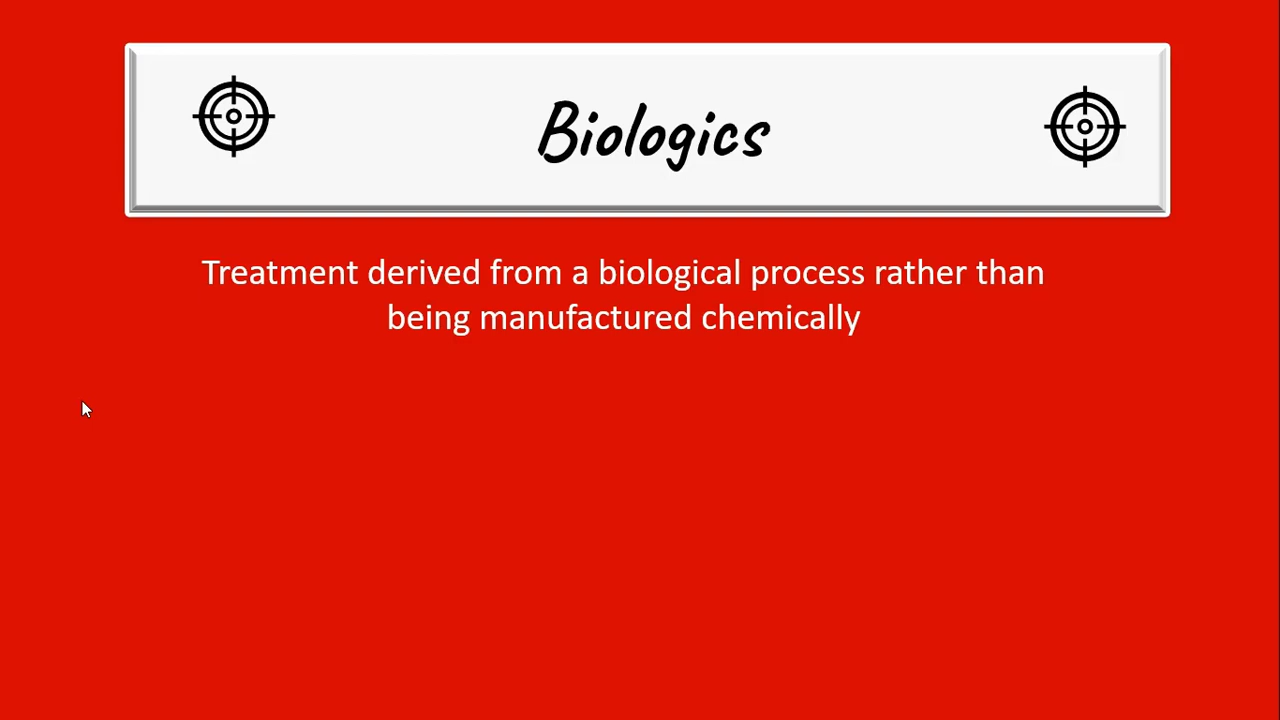 Biologics
Treatment derived from a biological process rather than
being manufactured chemically